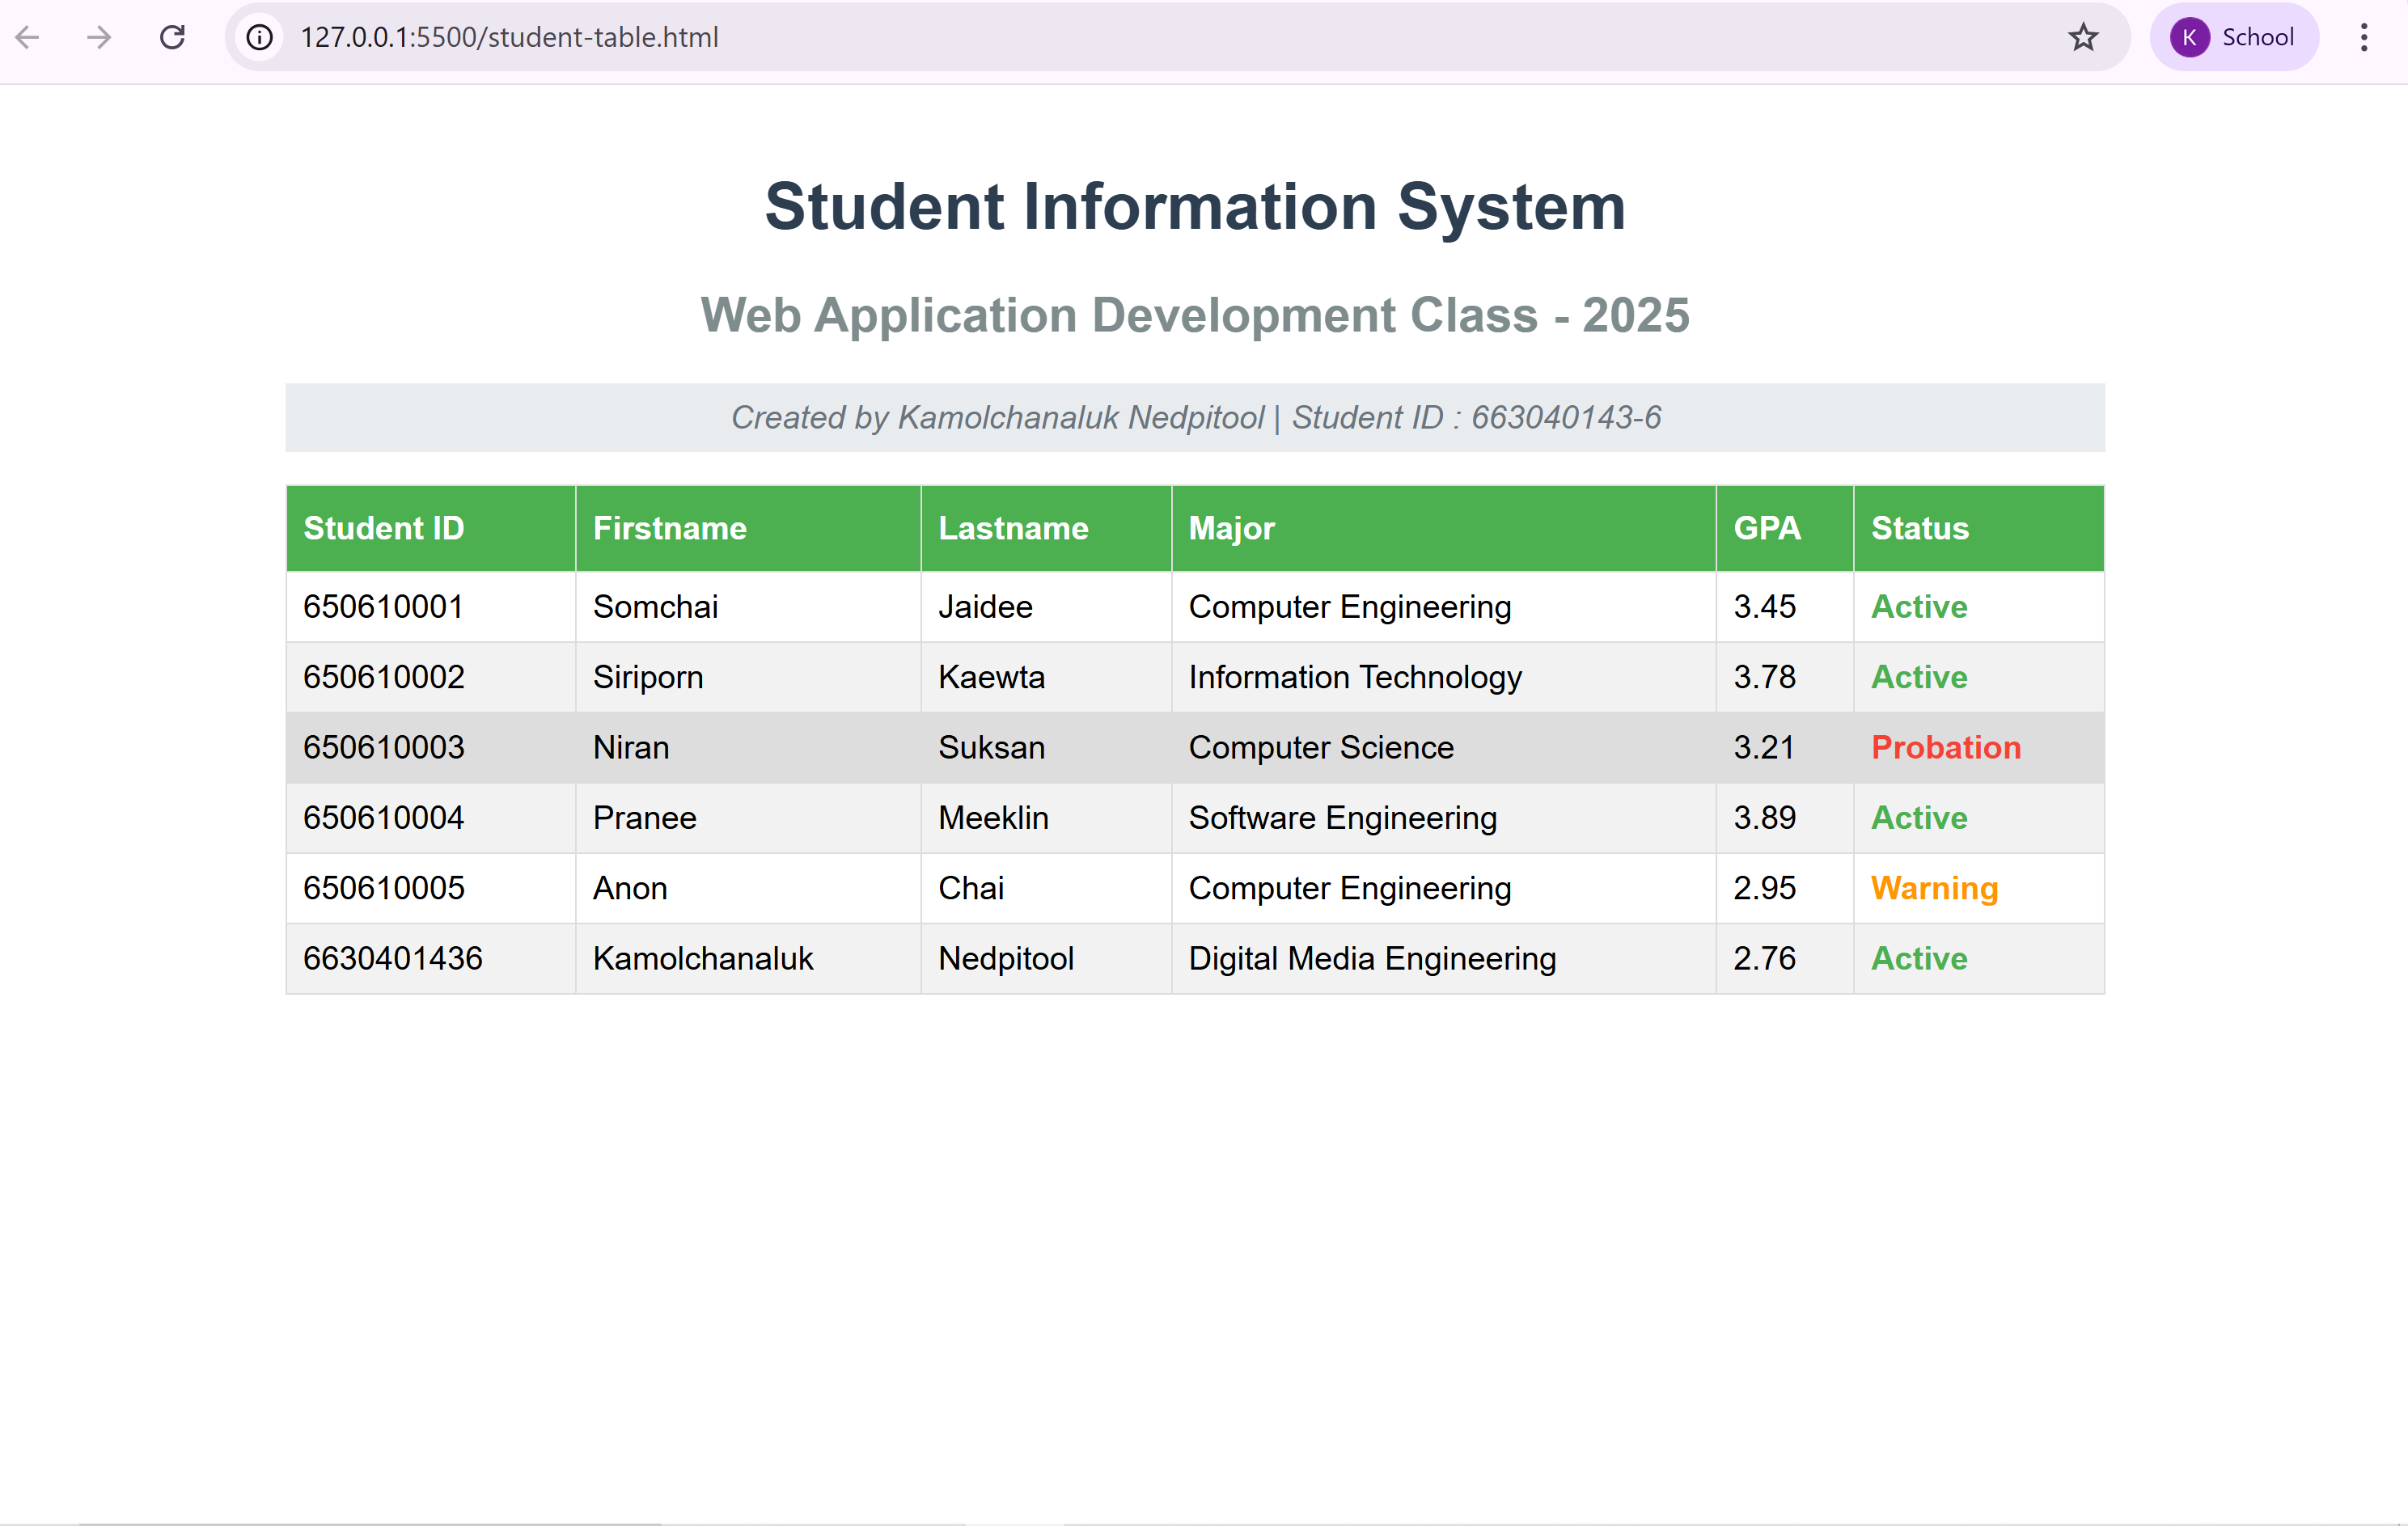 127.0.0.1:5500/student-table.html
K School
Student Information System
Web Application Development Class - 2025
Created by Kamolchanaluk Nedpitool | Student ID : 663040143-6
Student ID Firstname Lastname Major GPA Status
650610001 Somchai Jaidee Computer Engineering 3.45 Active
650610002 Siriporn Kaewta Information Technology 3.78 Active
650610003 Niran Suksan Computer Science 3.21 Probation
650610004 Pranee Meeklin Software Engineering 3.89 Active
650610005 Anon Chai Computer Engineering 2.95 Warning
6630401436 Kamolchanaluk Nedpitool Digital Media Engineering 2.76 Active